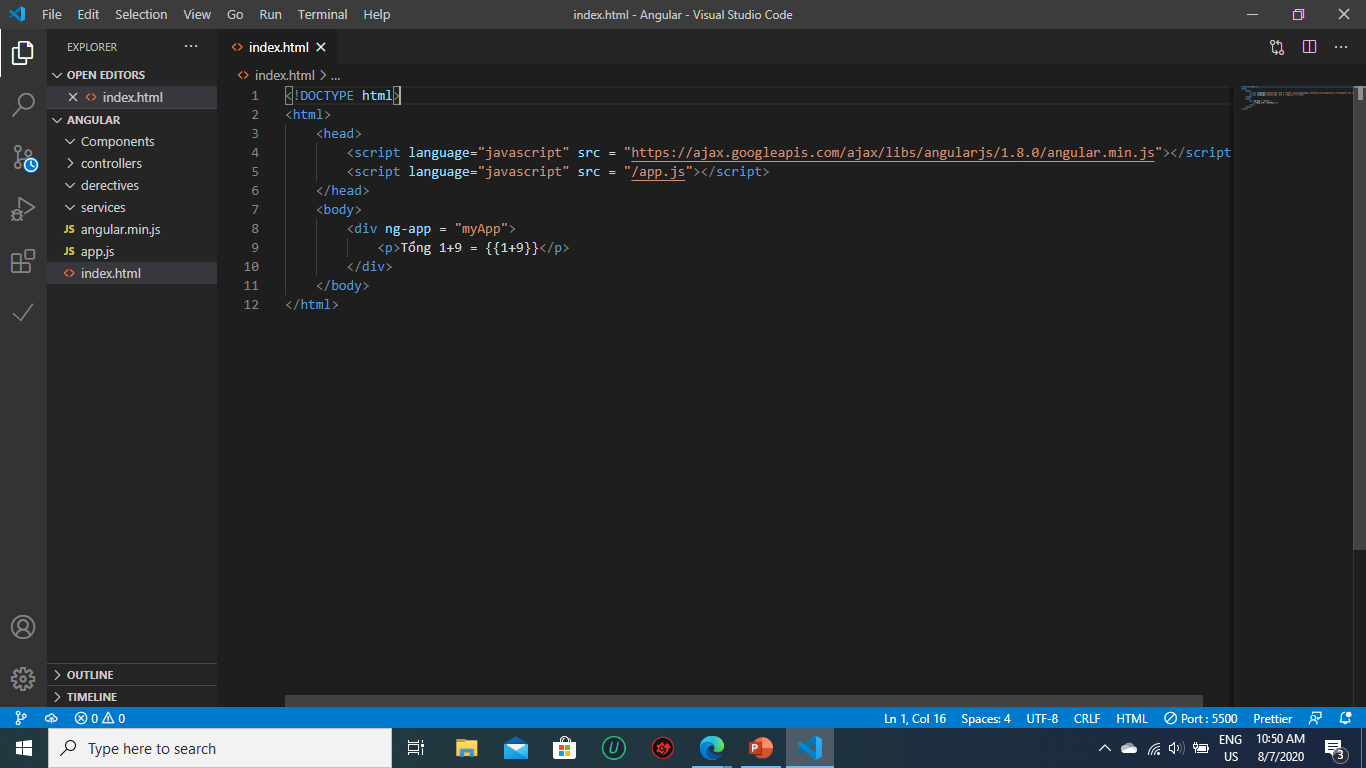 File Edit Selection View Go Run Terminal Help index.html - Angular - Visual Studio Code
EXPLORER ···
OPEN EDITORS
index.html
ANGULAR
Components
controllers
derectives
services
JS angular.min.js
JS app.js
index.html
OUTLINE
TIMELINE
index.html
index.html > ...
1 <!DOCTYPE html>
2 <html>
3 <head>
4 <script language="javascript" src = "https://ajax.googleapis.com/ajax/libs/angularjs/1.8.0/angular.min.js"></script
5 <script language="javascript" src = "/app.js"></script>
6 </head>
7 <body>
8 <div ng-app = "myApp">
9 <p>Tổng 1+9 = {{1+9}}</p>
10 </div>
11 </body>
12 </html>
0 0 Ln 1, Col 16 Spaces: 4 UTF-8 CRLF HTML Port : 5500 Prettier
Type here to search
ENG
US
10:50 AM
8/7/2020
3